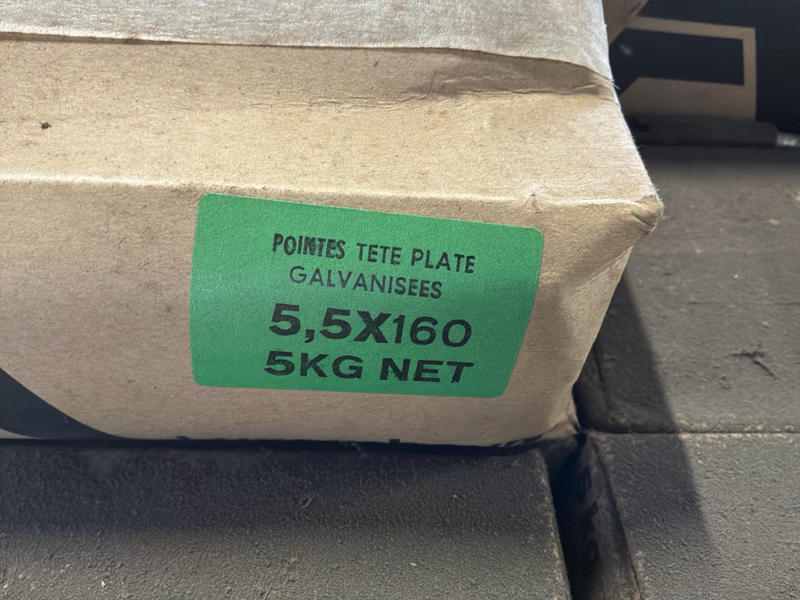 POINTES TETE PLATE
GALVANISEES
5,5X160
5KG NET